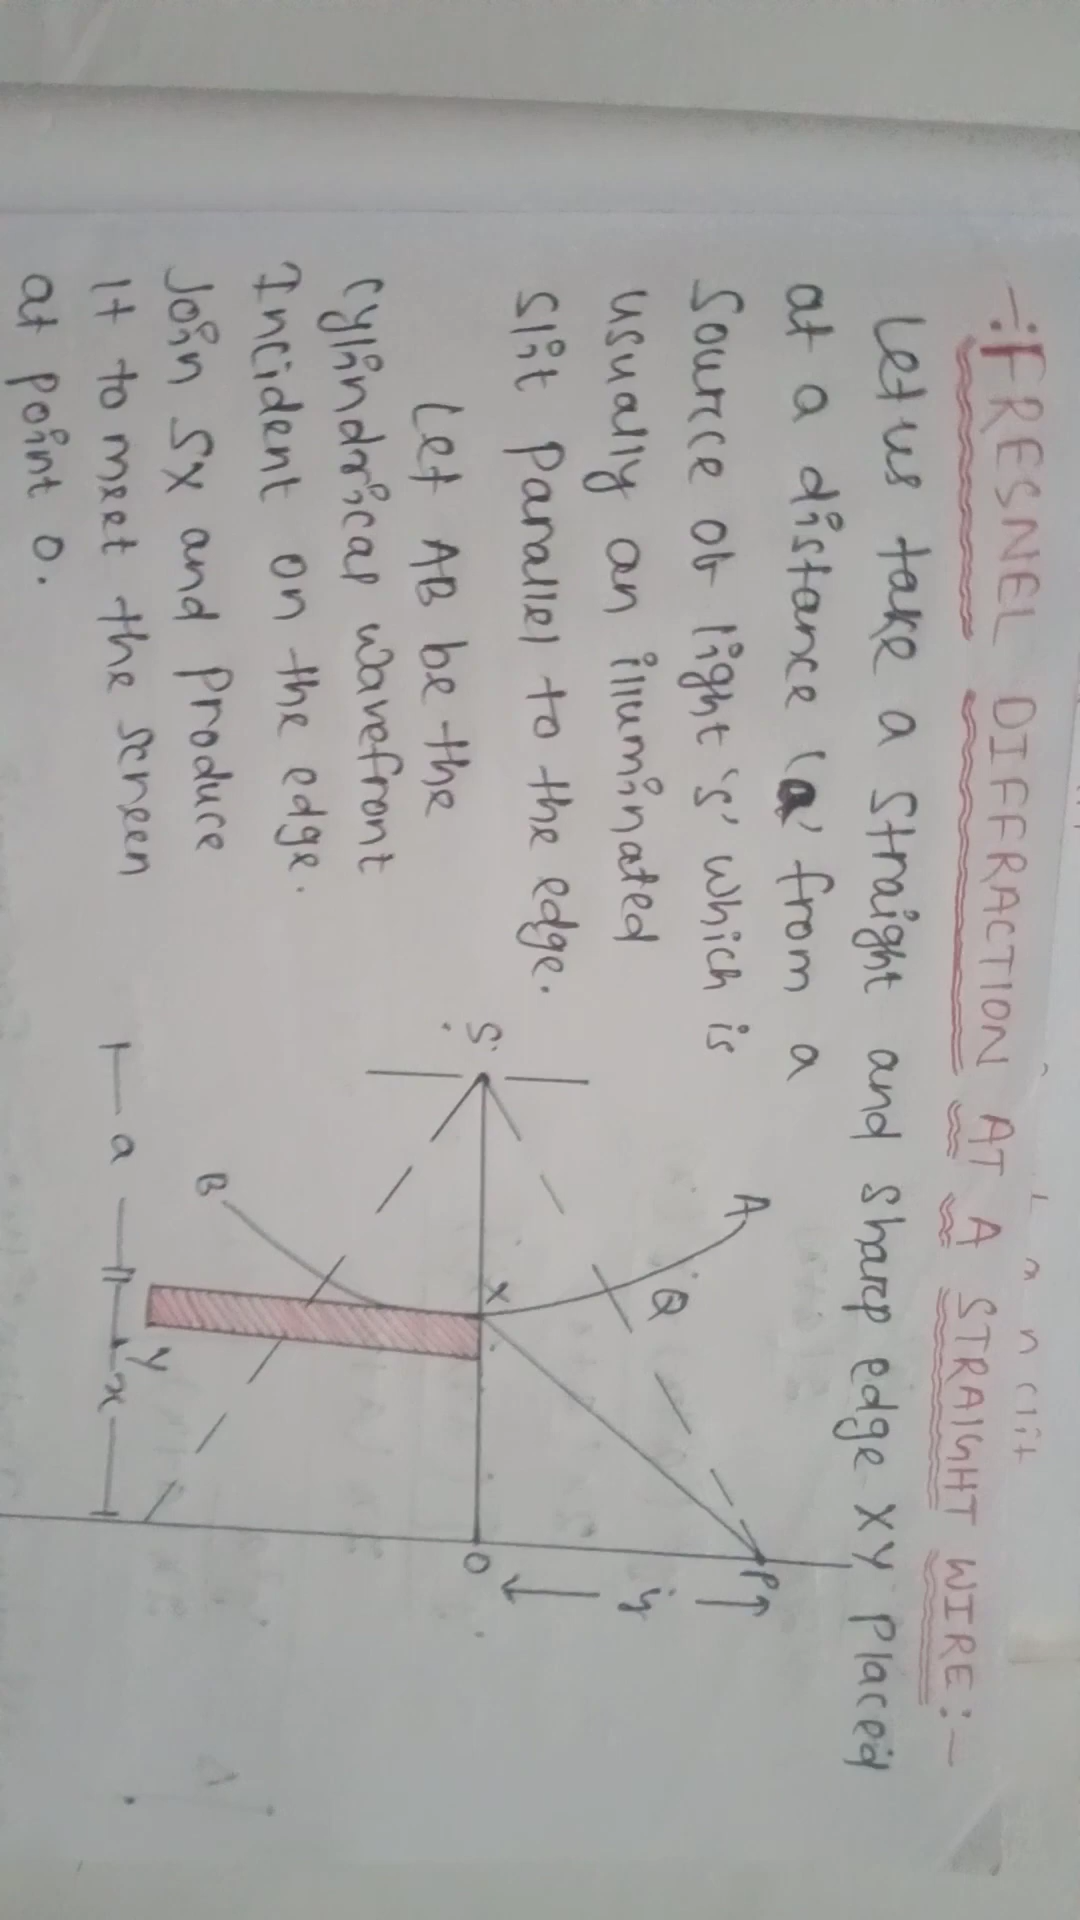 -:FRESNEL DIFFRACTION AT A STRAIGHT WIRE:-
Let us take a straight and sharp edge XY placed
at a distance 'a' from a
source of light 's' which is
usually an illuminated
slit parallel to the edge.
Let AB be the
cylindrical wavefront
Incident on the edge.
Join SX and produce
It to meet the screen
at point O.
S
A
Q
X
B
Y
P
y
O
a
x